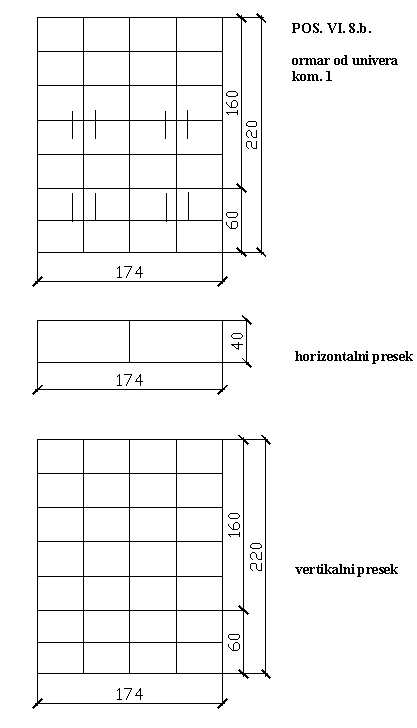 POS. VI. 8.b.
ormar od univera
kom. 1
160
220
60
174
40
174
horizontalni presek
160
220
60
174
vertikalni presek